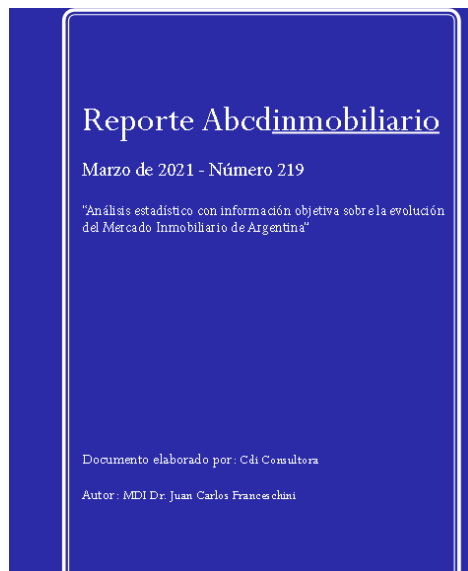 Reporte Abcdinmobiliario
Marzo de 2021 - Número 219
"Análisis estadístico con información objetiva sobre la evolución
del Mercado Inmobiliario de Argentina"
Documento elaborado por: Cdi Consultora
Autor: MDI Dr. Juan Carlos Franceschini